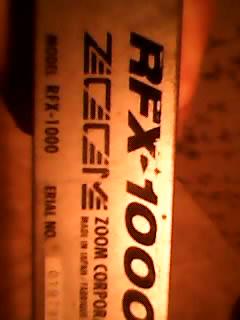 RFX-1000
ZOOM
ZOOM CORPOR
MADE IN JAPAN
MODEL RFX-1000
ERIAL NO.